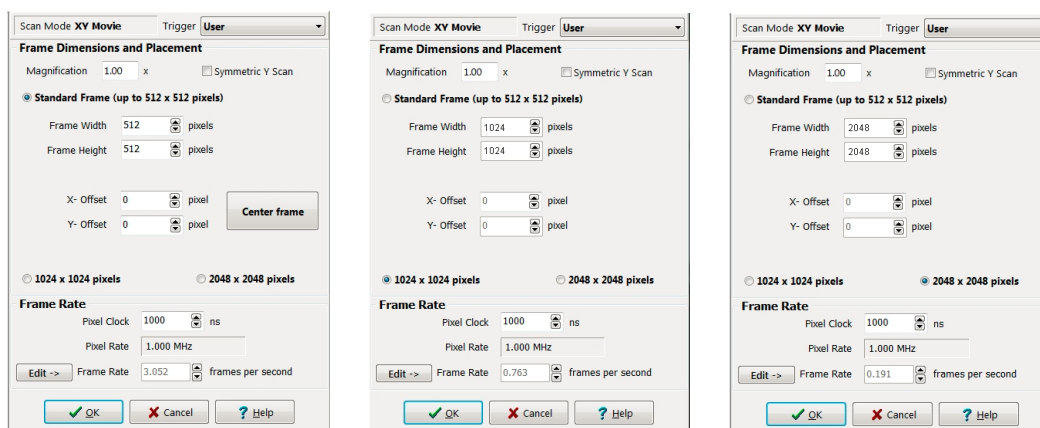 Scan Mode XY Movie Trigger User
Frame Dimensions and Placement
Magnification 1.00 x Symmetric Y Scan
Standard Frame (up to 512 x 512 pixels)
Frame Width 512 pixels
Frame Height 512 pixels
X- Offset 0 pixel
Center frame
Y- Offset 0 pixel
1024 x 1024 pixels 2048 x 2048 pixels
Frame Rate
Pixel Clock 1000 ns
Pixel Rate 1.000 MHz
Edit -> Frame Rate 3.052 frames per second
OK Cancel Help
Scan Mode XY Movie Trigger User
Frame Dimensions and Placement
Magnification 1.00 x Symmetric Y Scan
Standard Frame (up to 512 x 512 pixels)
Frame Width 1024 pixels
Frame Height 1024 pixels
X- Offset 0 pixel
Y- Offset 0 pixel
1024 x 1024 pixels 2048 x 2048 pixels
Frame Rate
Pixel Clock 1000 ns
Pixel Rate 1.000 MHz
Edit -> Frame Rate 0.763 frames per second
OK Cancel Help
Scan Mode XY Movie Trigger User
Frame Dimensions and Placement
Magnification 1.00 x Symmetric Y Scan
Standard Frame (up to 512 x 512 pixels)
Frame Width 2048 pixels
Frame Height 2048 pixels
X- Offset 0 pixel
Y- Offset 0 pixel
1024 x 1024 pixels 2048 x 2048 pixels
Frame Rate
Pixel Clock 1000 ns
Pixel Rate 1.000 MHz
Edit -> Frame Rate 0.191 frames per second
OK Cancel Help